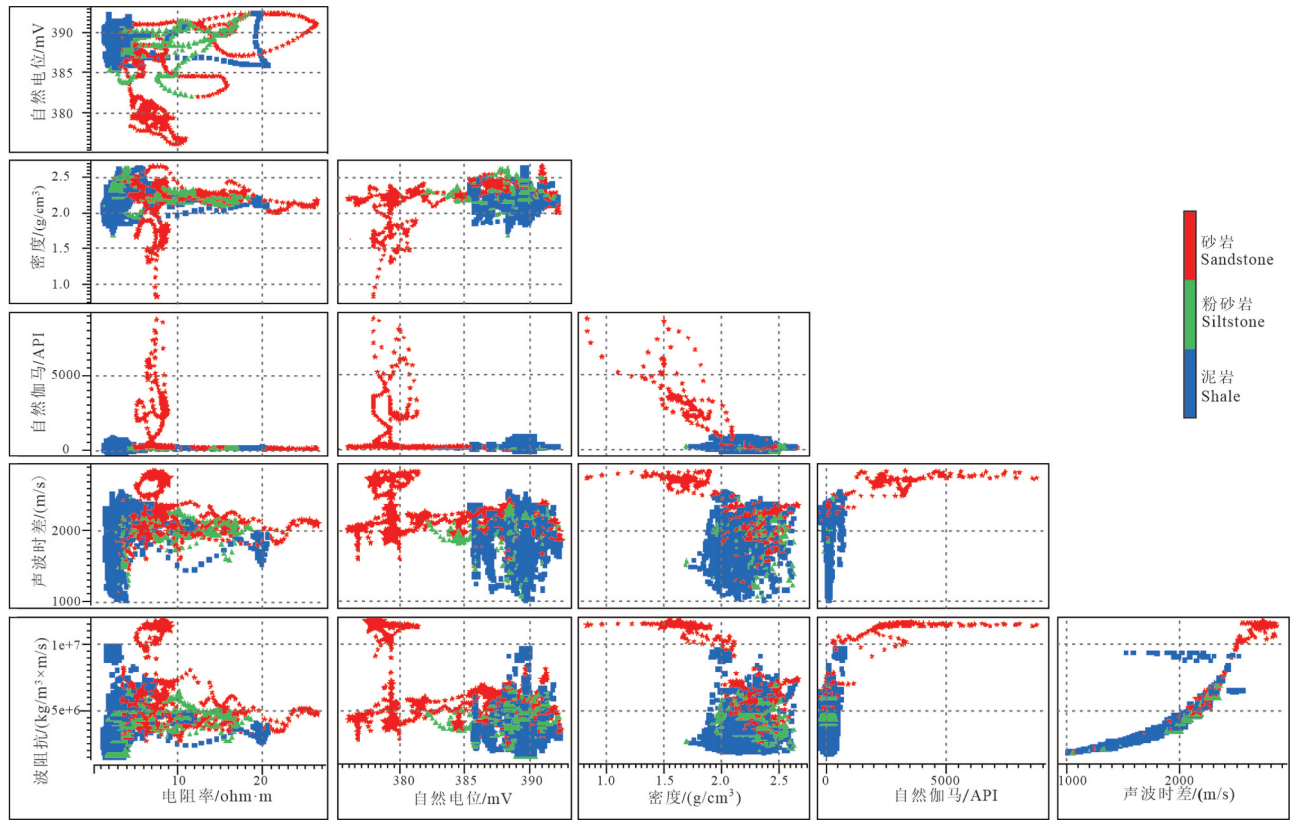 390
385
380
自然电位/mV
2.5
2.0
1.5
1.0
密度/(g/cm³)
5000
0
自然伽马/API
2000
1000
声波时差/(m/s)
1e+7
5e+6
波阻抗/(kg/m³×m/s)
10
20
电阻率/ohm·m
380
385
390
自然电位/mV
1.0
1.5
2.0
2.5
密度/(g/cm³)
0
5000
自然伽马/API
1000
2000
声波时差/(m/s)
砂岩
Sandstone
粉砂岩
Siltstone
泥岩
Shale